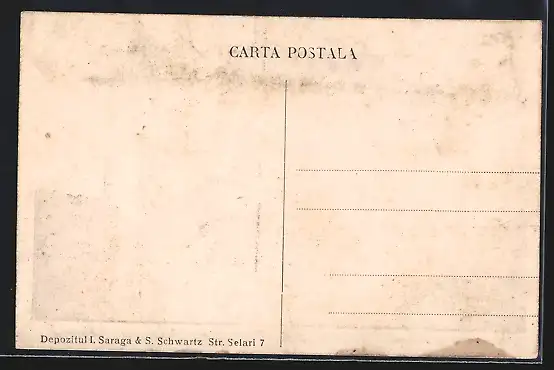 CARTA POSTALA
Depozitul I. Saraga & S. Schwartz Str. Selari 7